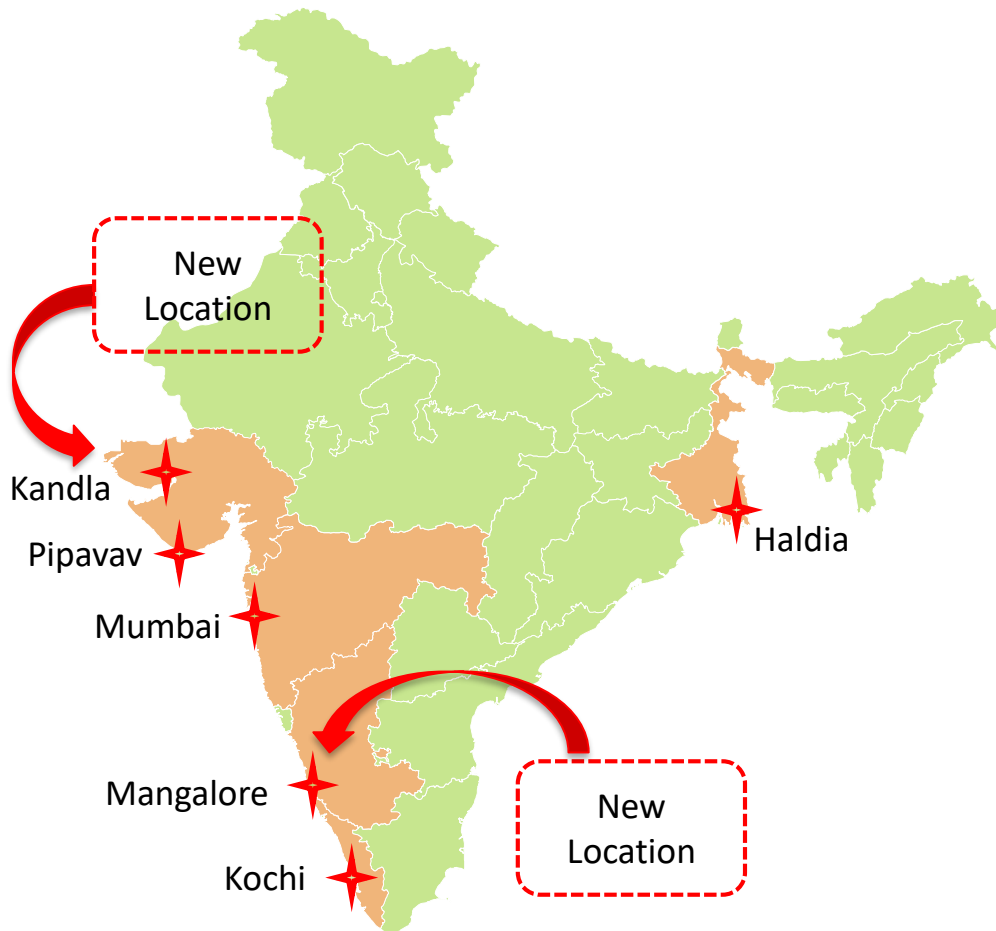 New
Location
Kandla
Pipavav
Haldia
Mumbai
Mangalore
New
Location
Kochi